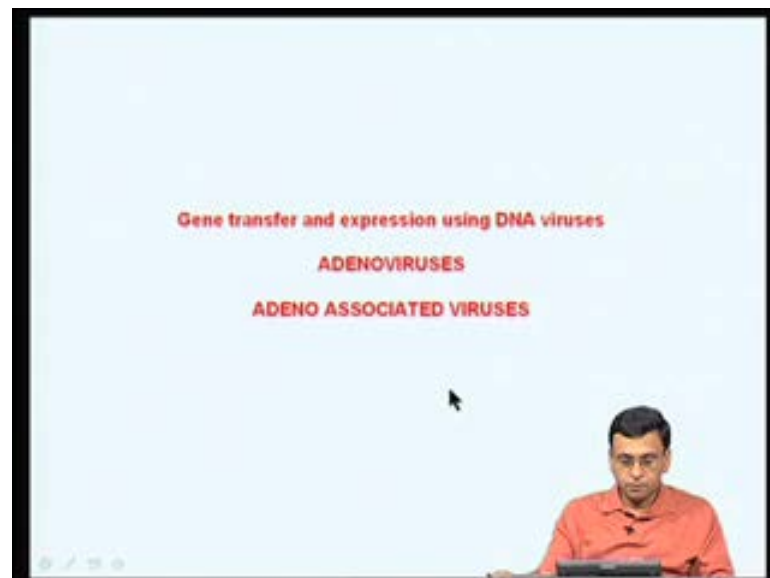 Gene transfer and expression using DNA viruses
ADENOVIRUSES
ADENO ASSOCIATED VIRUSES